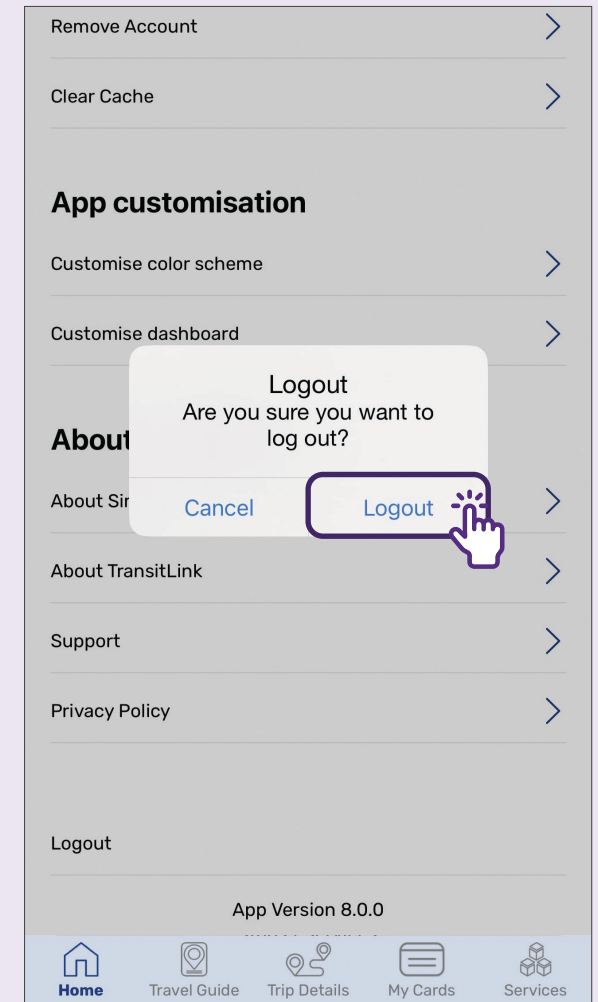 Remove Account
Clear Cache
App customisation
Customise color scheme
Customise dashboard
Logout
Are you sure you want to
log out?
Cancel
Logout
About
About
About TransitLink
Support
Privacy Policy
Logout
App Version 8.0.0
Home
Travel Guide
Trip Details
My Cards
Services